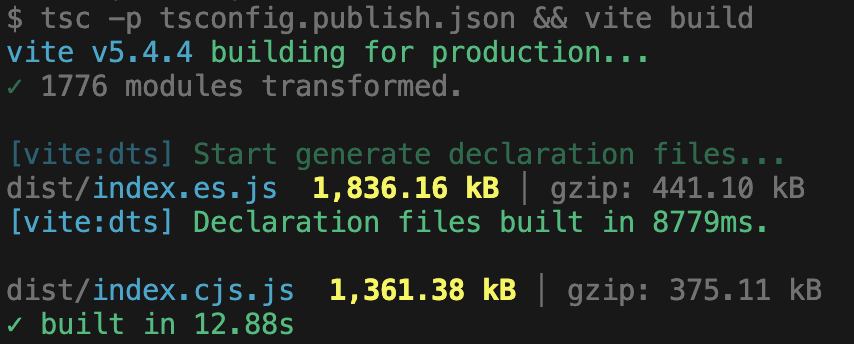 $ tsc -p tsconfig.publish.json && vite build
vite v5.4.4 building for production...
✓ 1776 modules transformed.
[vite:dts] Start generate declaration files...
dist/index.es.js  1,836.16 kB │ gzip: 441.10 kB
[vite:dts] Declaration files built in 8779ms.
dist/index.cjs.js  1,361.38 kB │ gzip: 375.11 kB
✓ built in 12.88s